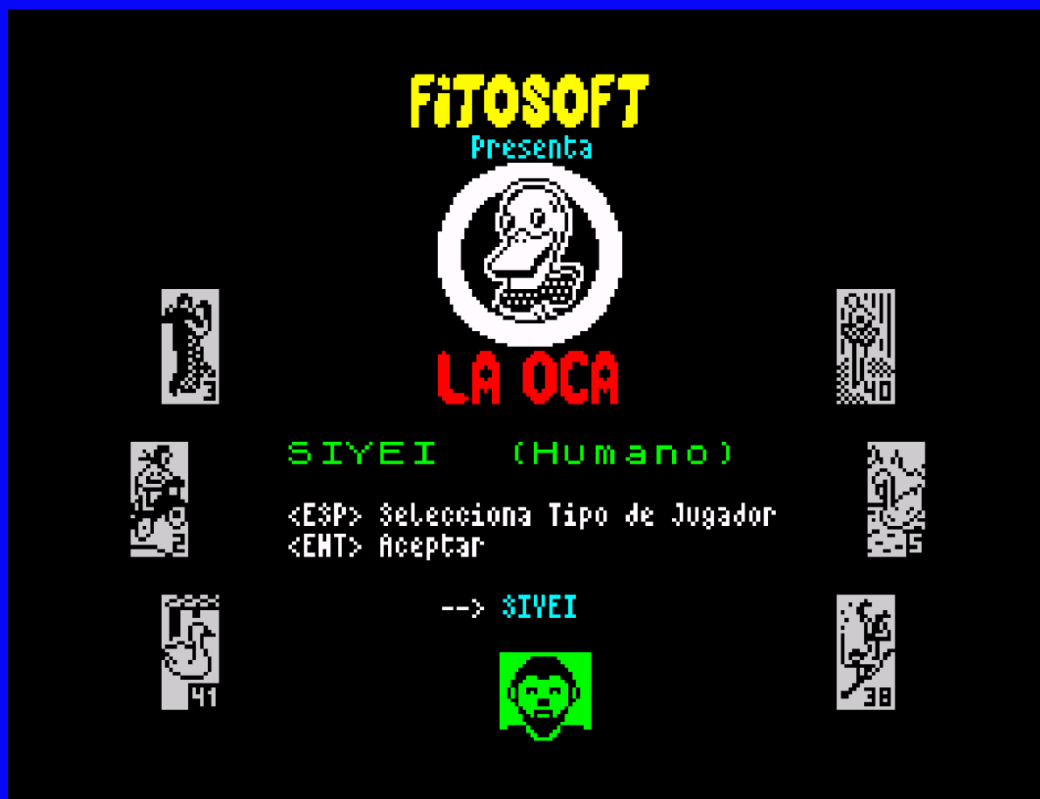 FiTOSOFT
Presenta
LA OCA
3
40
SIYEI (Humano)
<ESP> Selecciona Tipo de Jugador
2
5
<ENT> Aceptar
--> SIYEI
41
38